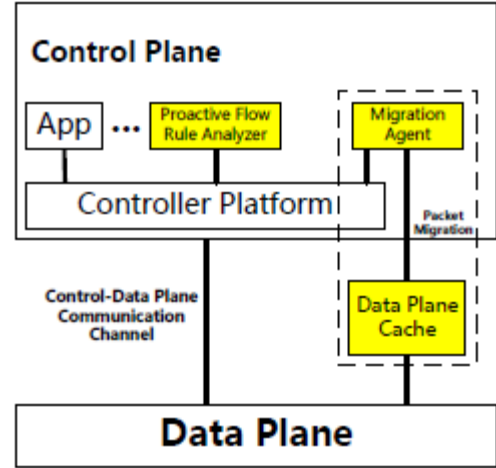 Control Plane
App
...
Proactive Flow
Rule Analyzer
Migration
Agent
Controller Platform
Packet
Migration
Control-Data Plane
Communication
Channel
Data Plane
Cache
Data Plane